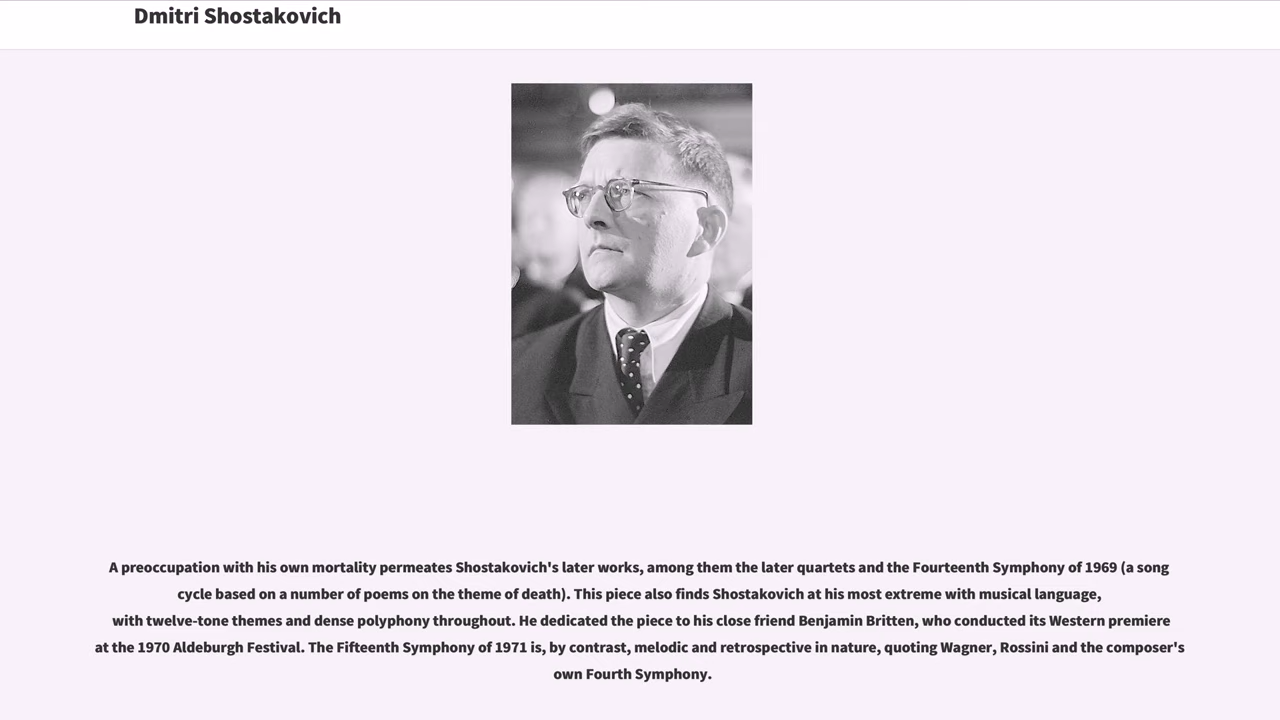 Dmitri Shostakovich
A preoccupation with his own mortality permeates Shostakovich's later works, among them the later quartets and the Fourteenth Symphony of 1969 (a song
cycle based on a number of poems on the theme of death). This piece also finds Shostakovich at his most extreme with musical language,
with twelve-tone themes and dense polyphony throughout. He dedicated the piece to his close friend Benjamin Britten, who conducted its Western premiere
at the 1970 Aldeburgh Festival. The Fifteenth Symphony of 1971 is, by contrast, melodic and retrospective in nature, quoting Wagner, Rossini and the composer's
own Fourth Symphony.